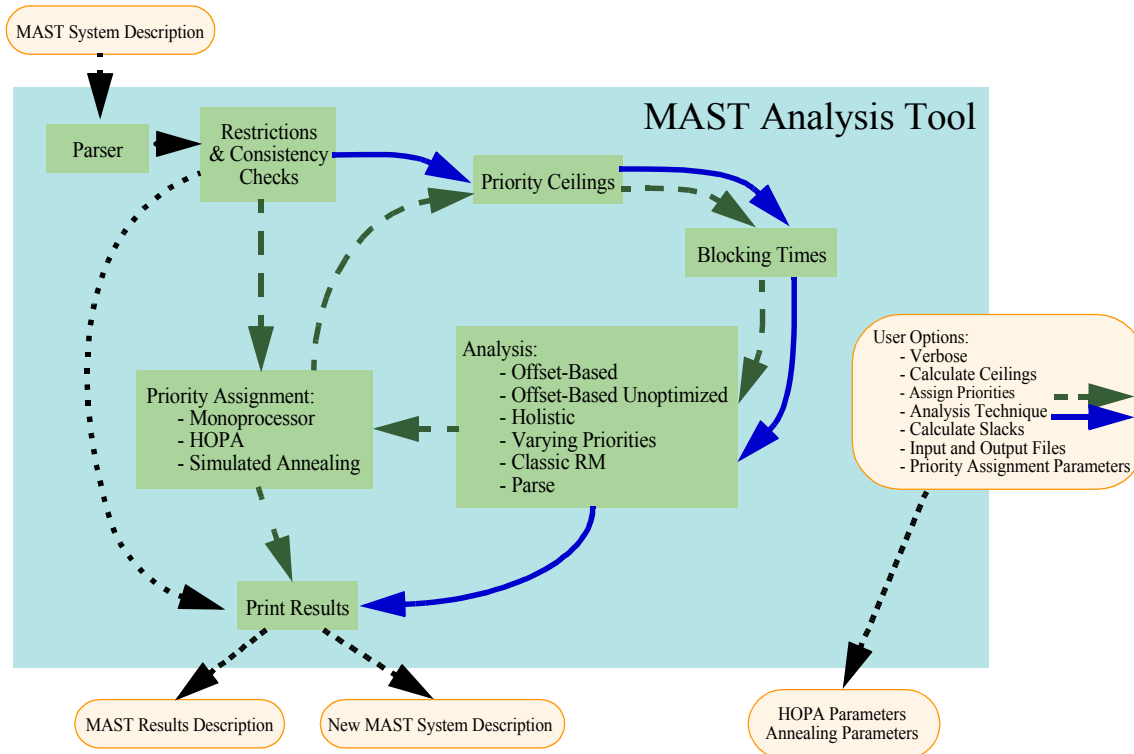 MAST System Description
MAST Analysis Tool
Parser
Restrictions
& Consistency
Checks
Priority Ceilings
Blocking Times
Analysis:
- Offset-Based
- Offset-Based Unoptimized
- Holistic
- Varying Priorities
- Classic RM
- Parse
Priority Assignment:
- Monoprocessor
- HOPA
- Simulated Annealing
User Options:
- Verbose
- Calculate Ceilings
- Assign Priorities
- Analysis Technique
- Calculate Slacks
- Input and Output Files
- Priority Assignment Parameters
Print Results
MAST Results Description
New MAST System Description
HOPA Parameters
Annealing Parameters